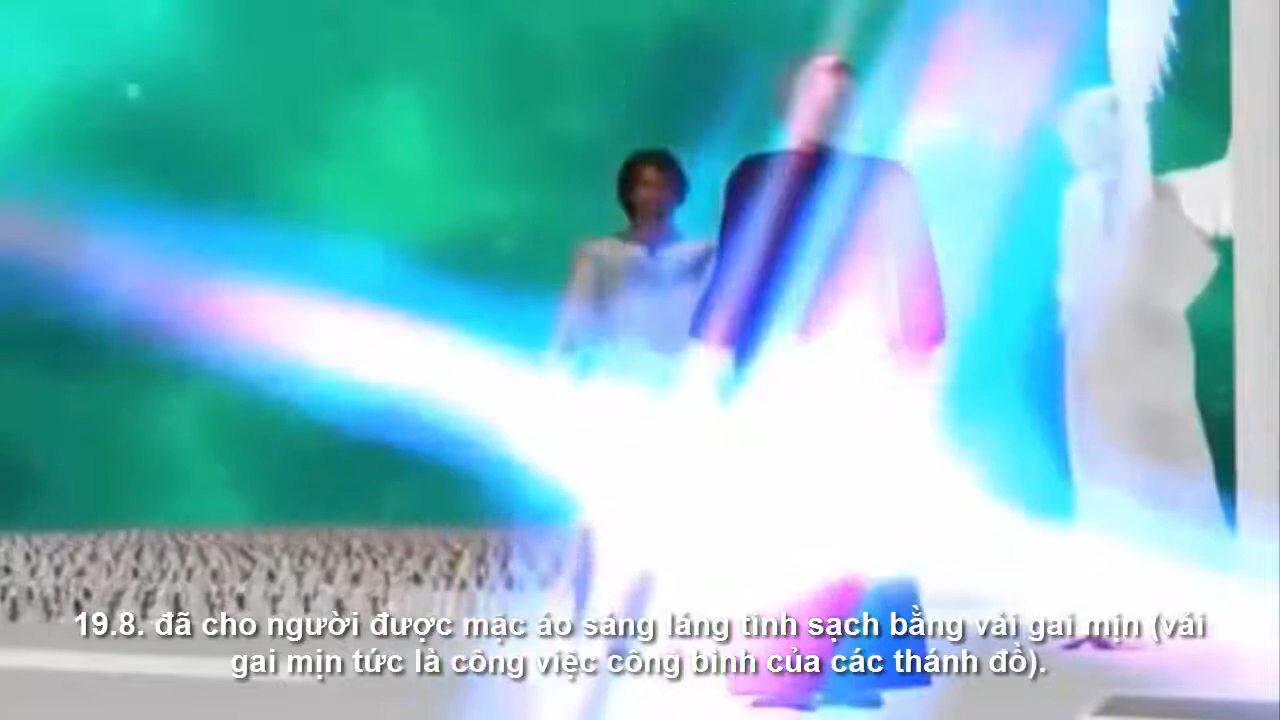 19.8. đã cho người được mặc áo sáng láng tinh sạch bằng vải gai mịn (vải
gai mịn tức là công việc công bình của các thánh đồ).